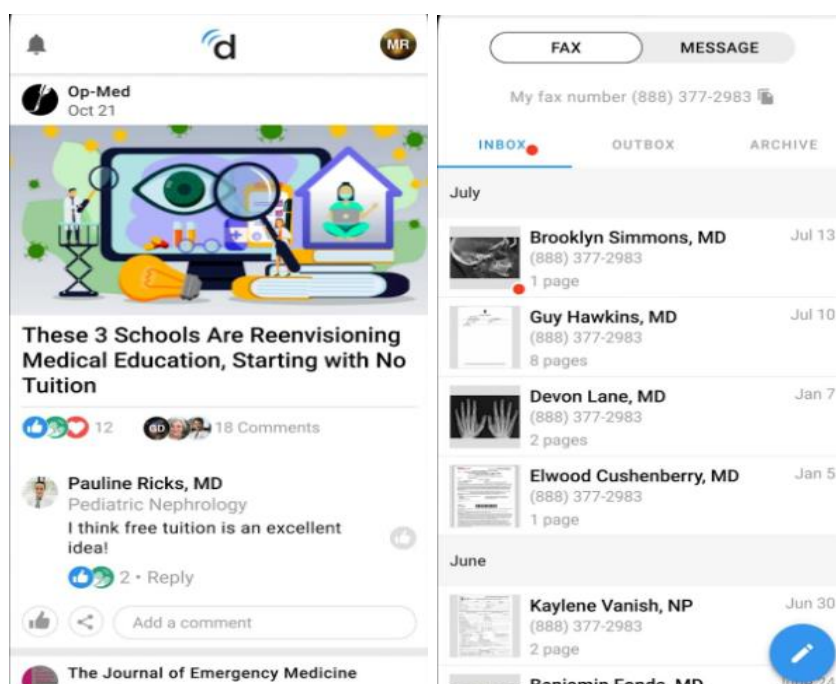 d
MR
Op-Med
Oct 21
These 3 Schools Are Reenvisioning
Medical Education, Starting with No
Tuition
12
GD
18 Comments
Pauline Ricks, MD
Pediatric Nephrology
I think free tuition is an excellent
idea!
2 • Reply
Add a comment
The Journal of Emergency Medicine
FAX
MESSAGE
My fax number (888) 377-2983
INBOX
OUTBOX
ARCHIVE
July
Brooklyn Simmons, MD
Jul 13
(888) 377-2983
1 page
Guy Hawkins, MD
Jul 10
(888) 377-2983
8 pages
Devon Lane, MD
Jan 7
(888) 377-2983
2 pages
Elwood Cushenberry, MD
Jan 5
(888) 377-2983
1 page
June
Kaylene Vanish, NP
Jun 30
(888) 377-2983
2 page